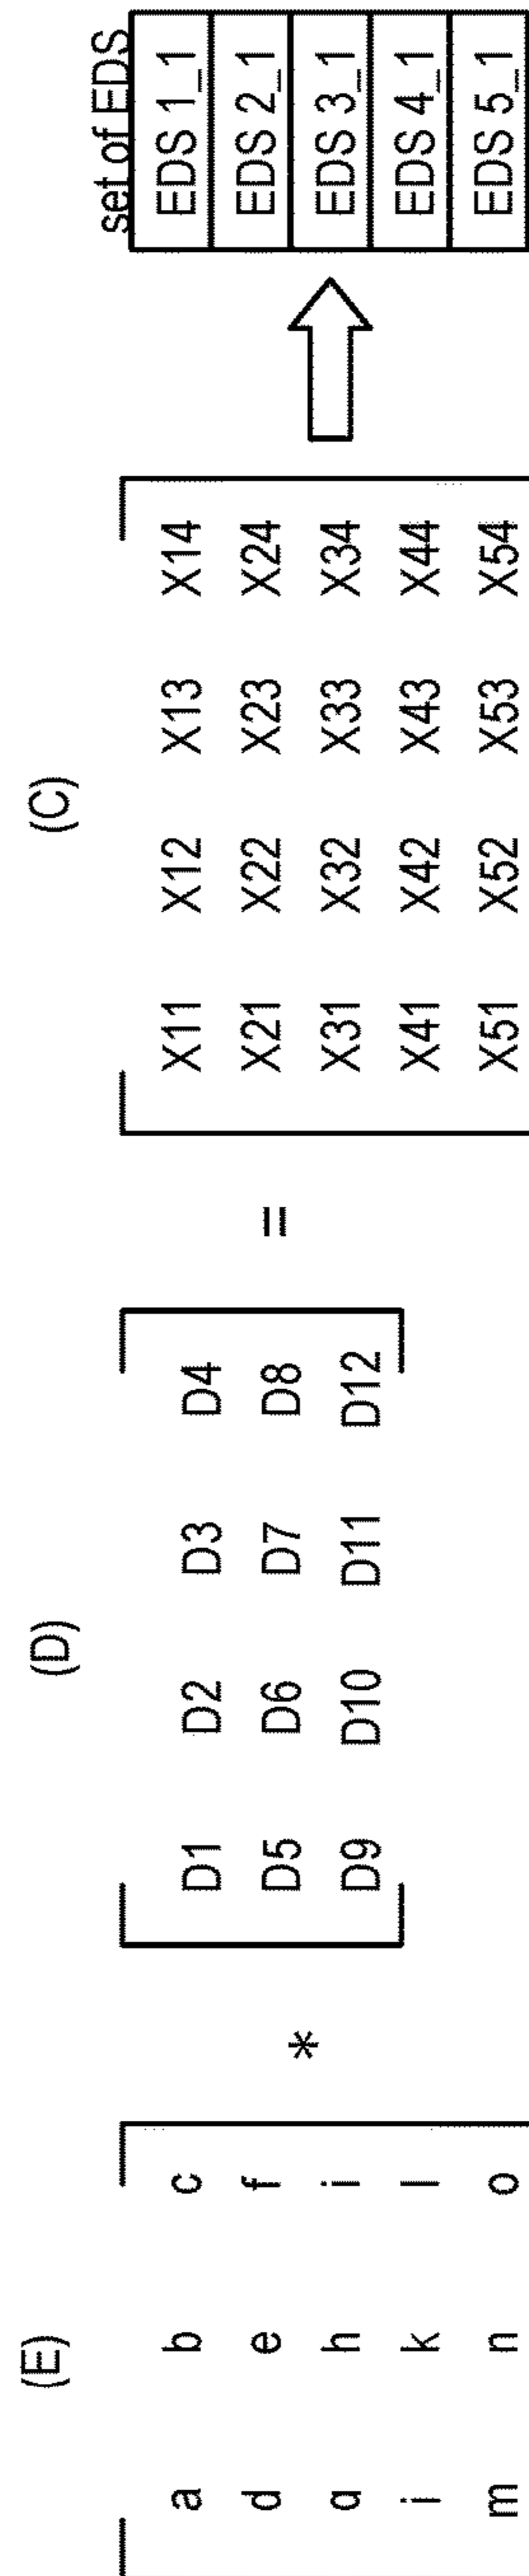 (E) (D) (C) set of EDS
a b c D1 D2 D3 D4 X11 X12 X13 X14 EDS 1_1
d e f * D5 D6 D7 D8 = X21 X22 X23 X24 EDS 2_1
q h i D9 D10 D11 D12 X31 X32 X33 X34 EDS 3_1
i k l X41 X42 X43 X44 EDS 4_1
m n o X51 X52 X53 X54 EDS 5_1